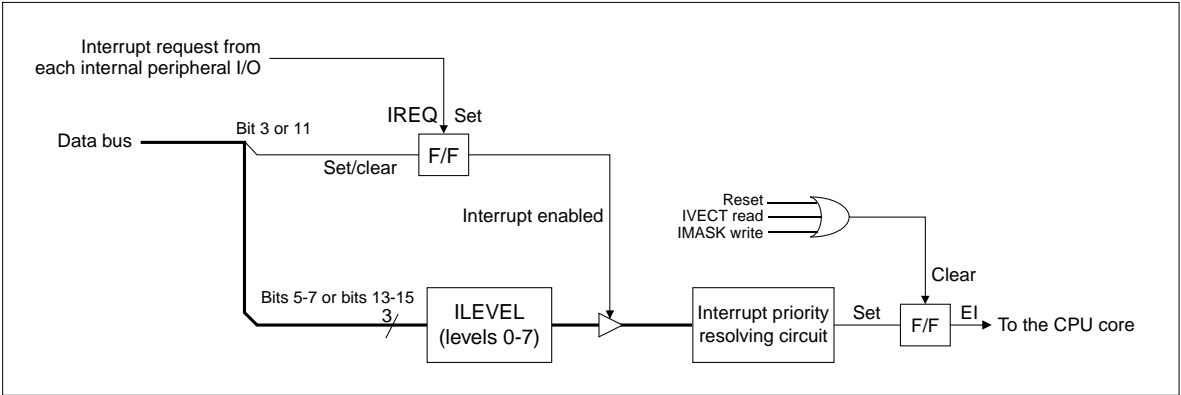 Interrupt request from
each internal peripheral I/O
IREQ Set
Bit 3 or 11
Data bus
F/F
Set/clear
Interrupt enabled
Reset
IVECT read
IMASK write
Clear
Bits 5-7 or bits 13-15
3
ILEVEL
(levels 0-7)
Interrupt priority
resolving circuit
Set
F/F
EI
To the CPU core